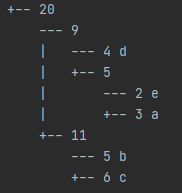 +-- 20
    --- 9
    |   --- 4 d
    |   +-- 5
    |       --- 2 e
    |       +-- 3 a
    +-- 11
        --- 5 b
        +-- 6 c